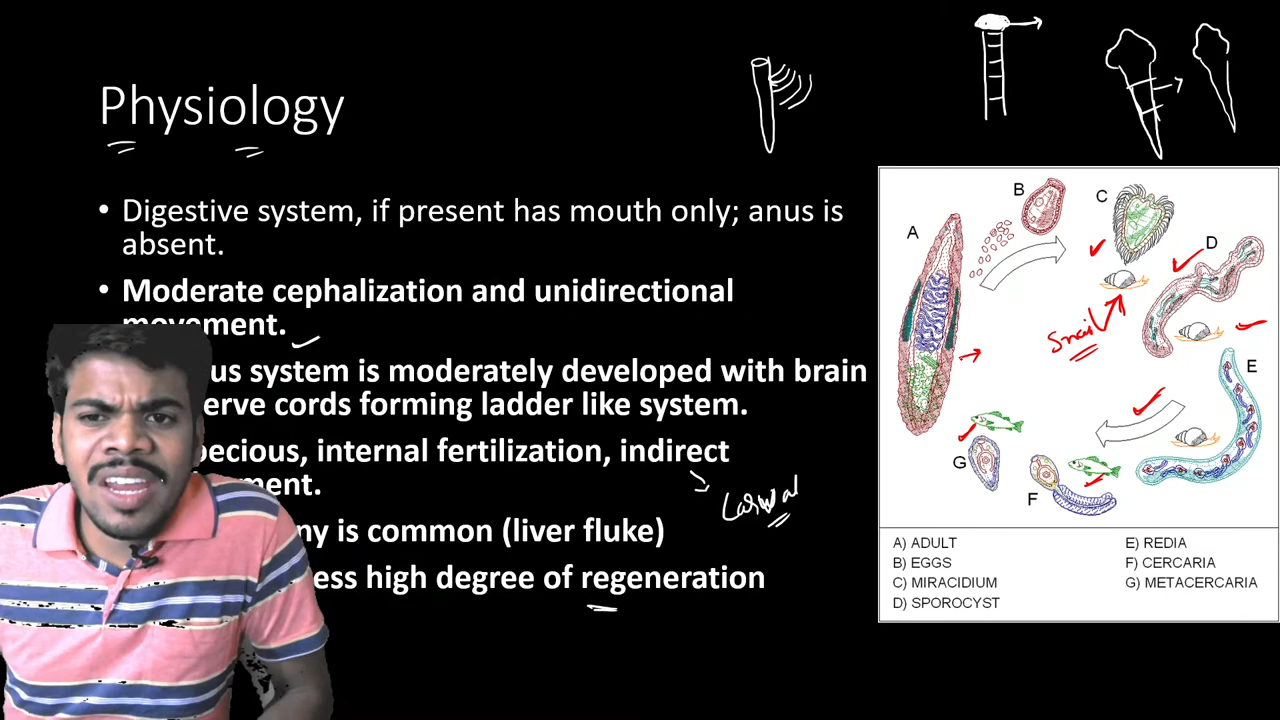 Physiology
• Digestive system, if present has mouth only; anus is
absent.
• Moderate cephalization and unidirectional
movement.
us system is moderately developed with brain
erve cords forming ladder like system.
ecious, internal fertilization, indirect
ment.
Larval
ny is common (liver fluke)
ess high degree of regeneration
A
B
C
D
Snail
E
G
F
A) ADULT
B) EGGS
C) MIRACIDIUM
D) SPOROCYST
E) REDIA
F) CERCARIA
G) METACERCARIA